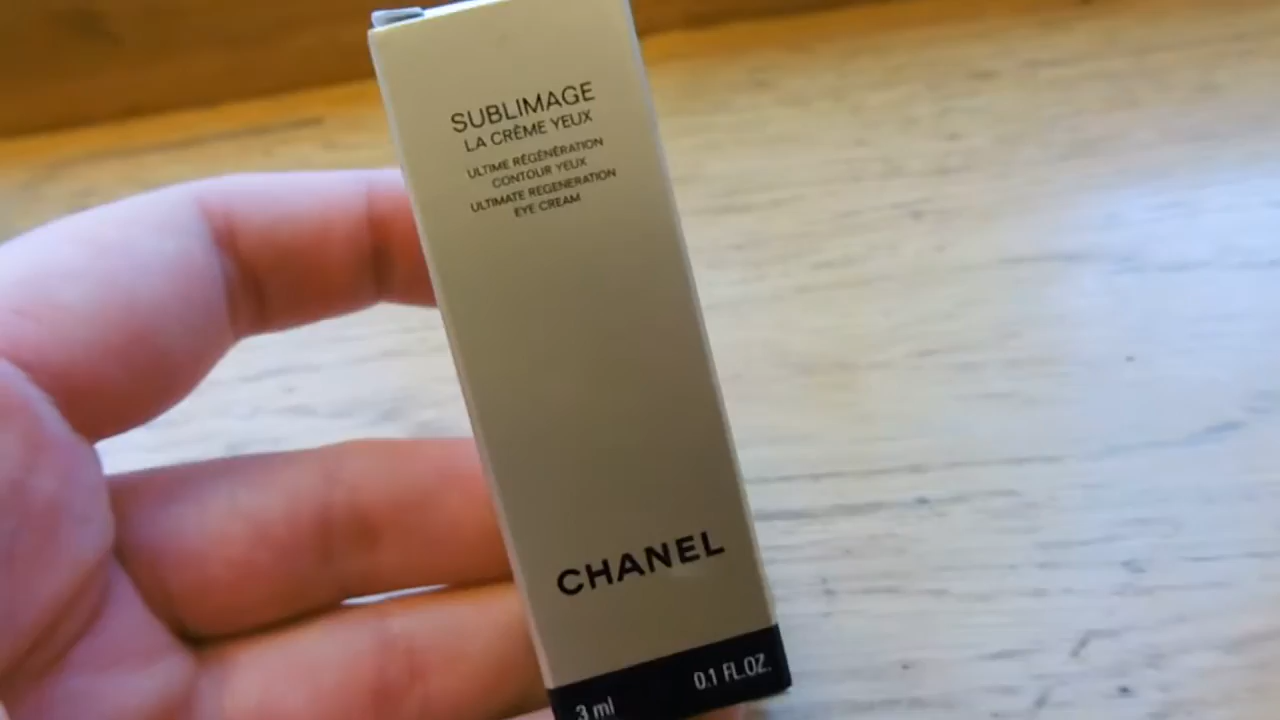 SUBLIMAGE
LA CRÈME YEUX
ULTIME RÉGÉNÉRATION
CONTOUR YEUX
ULTIMATE REGENERATION
EYE CREAM
CHANEL
3 ml 0.1 FL.OZ.